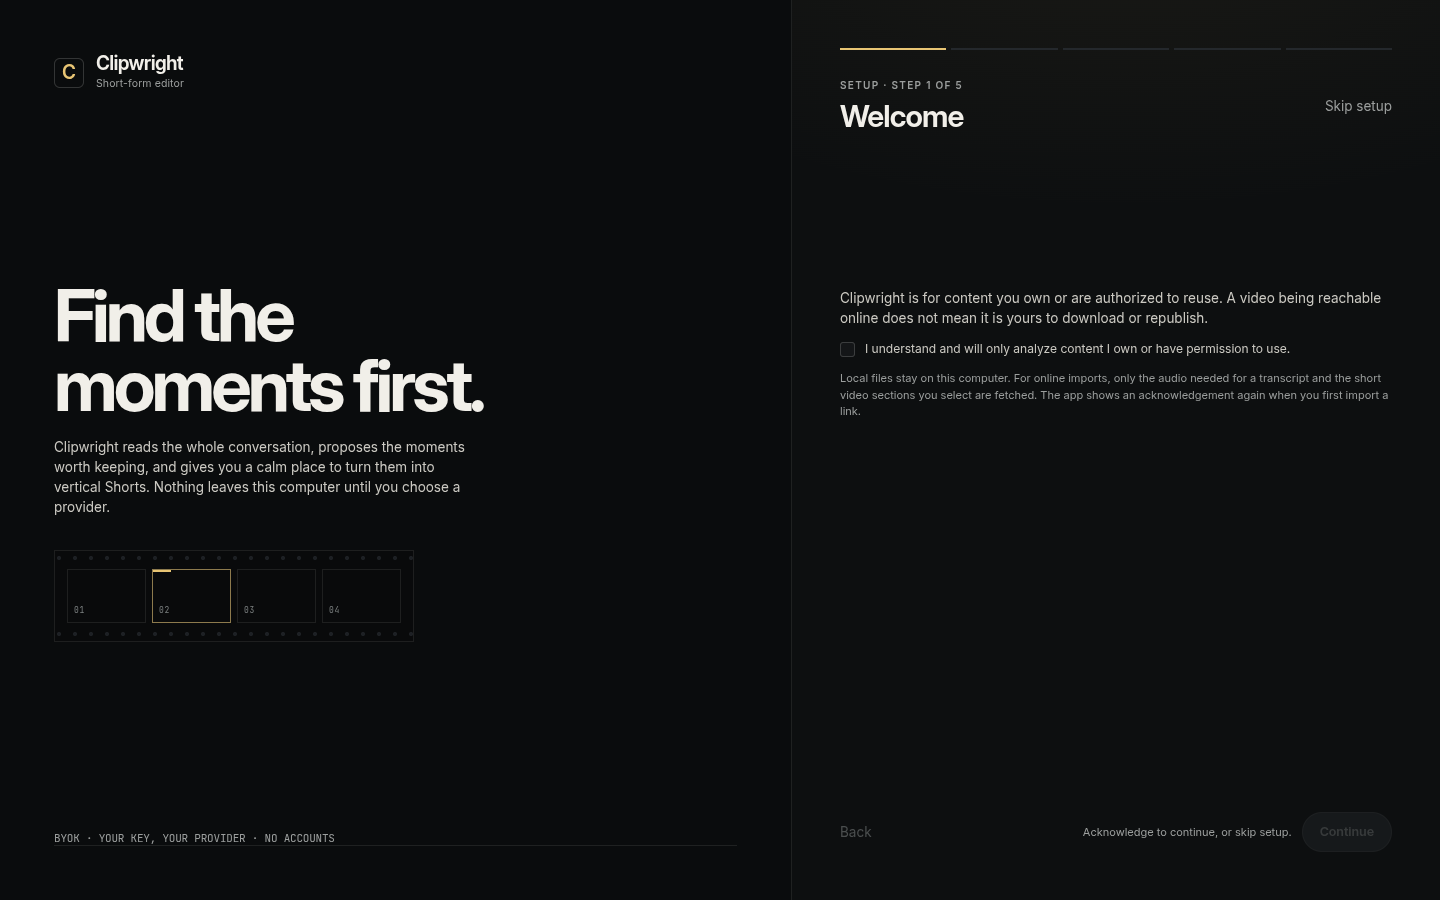 C
Clipwright
Short-form editor
Find the
moments first.
Clipwright reads the whole conversation, proposes the moments
worth keeping, and gives you a calm place to turn them into
vertical Shorts. Nothing leaves this computer until you choose a
provider.
01
02
03
04
BYOK · YOUR KEY, YOUR PROVIDER · NO ACCOUNTS
SETUP · STEP 1 OF 5
Welcome
Skip setup
Clipwright is for content you own or are authorized to reuse. A video being reachable
online does not mean it is yours to download or republish.
I understand and will only analyze content I own or have permission to use.
Local files stay on this computer. For online imports, only the audio needed for a transcript and the short
video sections you select are fetched. The app shows an acknowledgement again when you first import a
link.
Back
Acknowledge to continue, or skip setup.
Continue